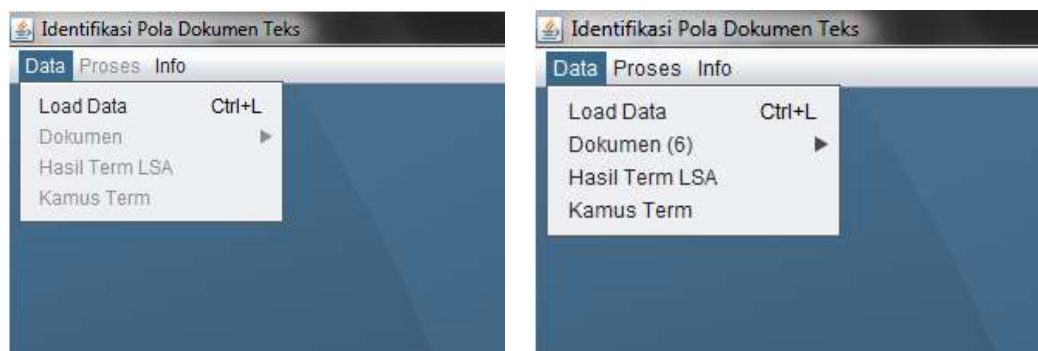 Identifikasi Pola Dokumen Teks
Data Proses Info
Load Data Ctrl+L
Dokumen
Hasil Term LSA
Kamus Term
Identifikasi Pola Dokumen Teks
Data Proses Info
Load Data Ctrl+L
Dokumen (6)
Hasil Term LSA
Kamus Term